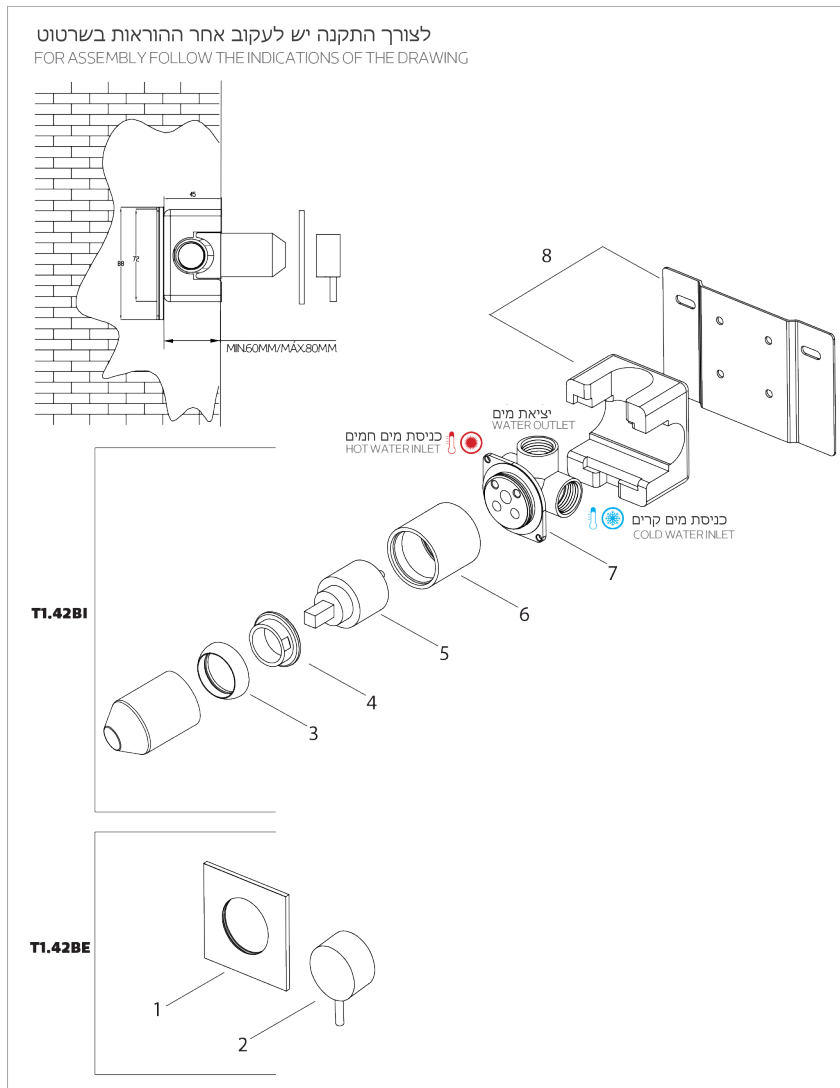 לצורך התקנה יש לעקוב אחר ההוראות בשרטוט
FOR ASSEMBLY FOLLOW THE INDICATIONS OF THE DRAWING
45
88
72
MIN.60MM/MAX.80MM
8
יציאת מים
WATER OUTLET
כניסת מים חמים
HOT WATER INLET
כניסת מים קרים
COLD WATER INLET
7
6
5
4
3
T1.42BI
T1.42BE
1
2